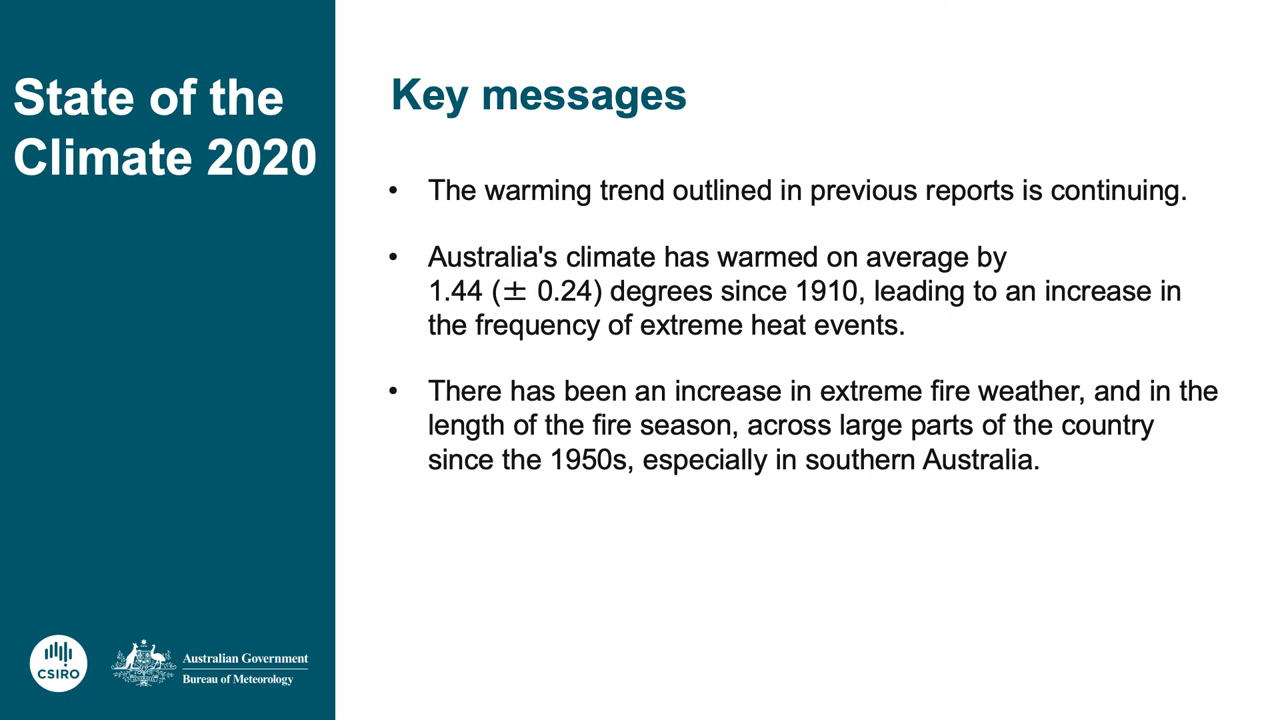 State of the
Climate 2020
Key messages
• The warming trend outlined in previous reports is continuing.
• Australia's climate has warmed on average by
1.44 (± 0.24) degrees since 1910, leading to an increase in
the frequency of extreme heat events.
• There has been an increase in extreme fire weather, and in the
length of the fire season, across large parts of the country
since the 1950s, especially in southern Australia.
CSIRO
Australian Government
Bureau of Meteorology